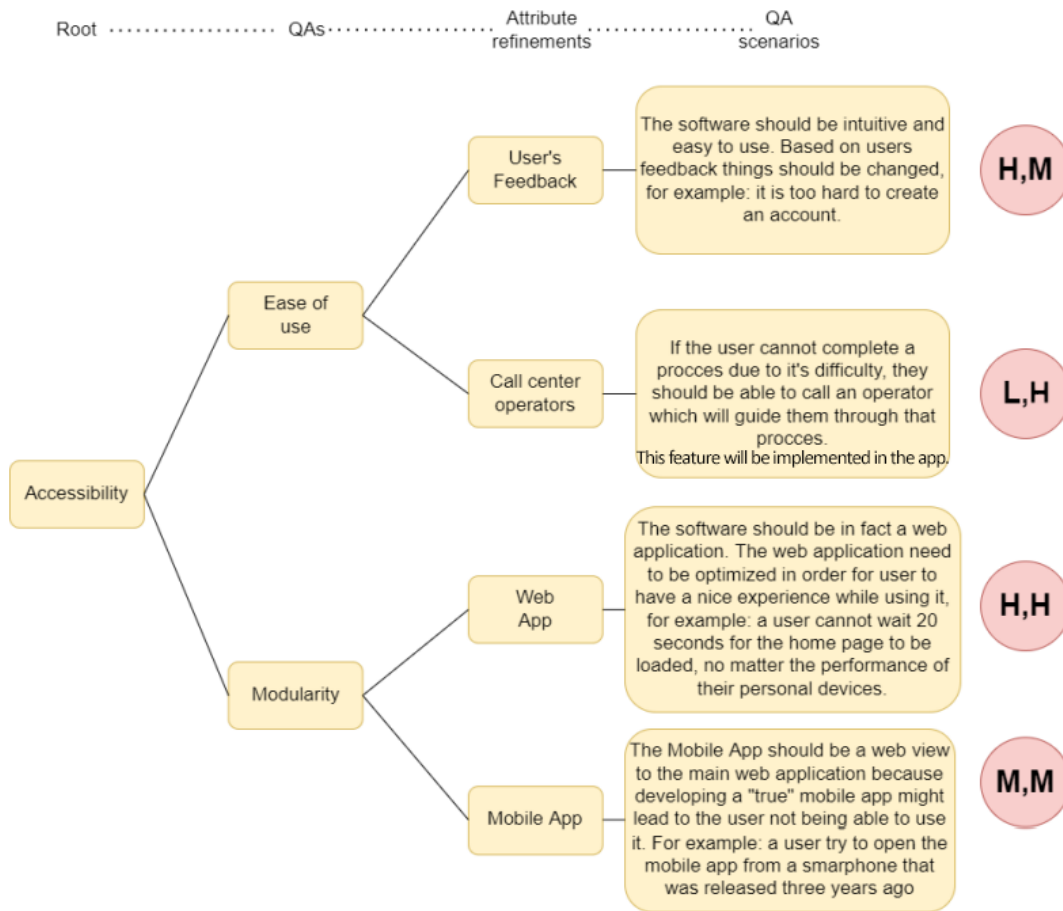 Root
QAs
Attribute
refinements
QA
scenarios
User's
Feedback
The software should be intuitive and
easy to use. Based on users
feedback things should be changed,
for example: it is too hard to create
an account.
H,M
Ease of
use
Call center
operators
If the user cannot complete a
procces due to it's difficulty, they
should be able to call an operator
which will guide them through that
procces.
This feature will be implemented in the app.
L,H
Accessibility
Web
App
The software should be in fact a web
application. The web application need
to be optimized in order for user to
have a nice experience while using it,
for example: a user cannot wait 20
seconds for the home page to be
loaded, no matter the performance of
their personal devices.
H,H
Modularity
Mobile App
The Mobile App should be a web view
to the main web application because
developing a "true" mobile app might
lead to the user not being able to use
it. For example: a user try to open the
mobile app from a smarphone that
was released three years ago
M,M